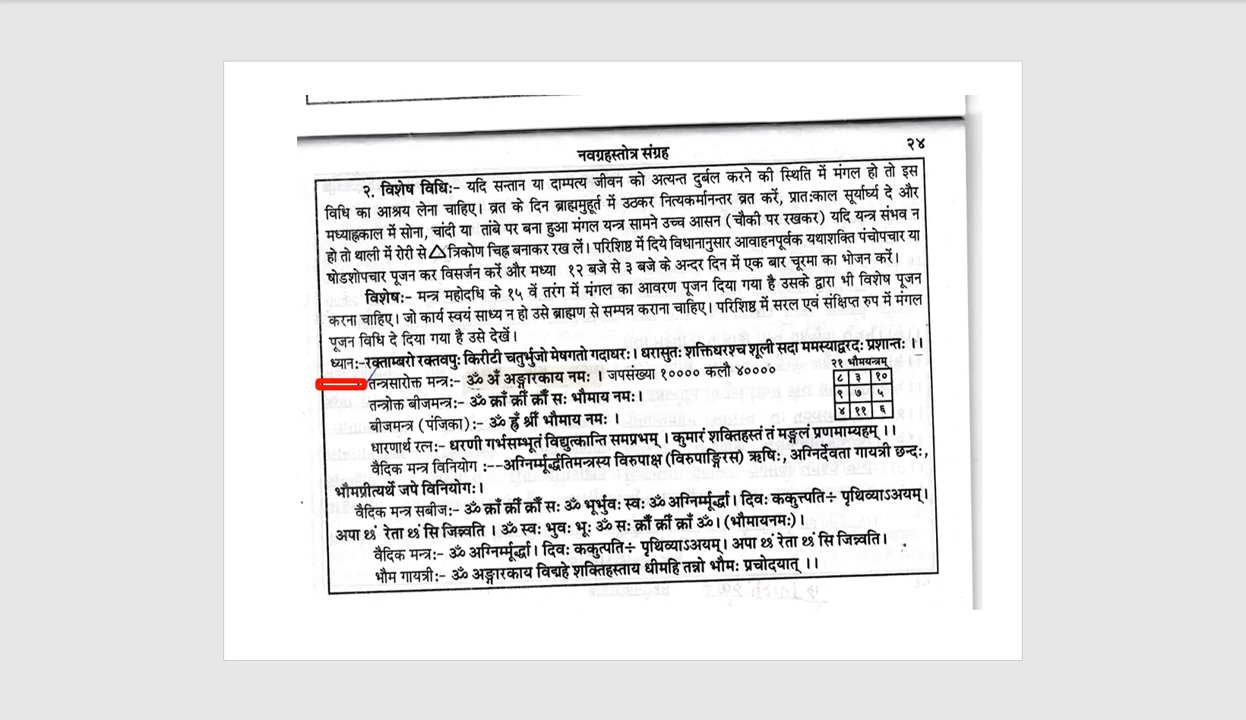 नवग्रहस्तोत्र संग्रह
२४
२. विशेष विधिः- यदि सन्तान या दाम्पत्य जीवन को अत्यन्त दुर्बल करने की स्थिति में मंगल हो तो इस
विधि का आश्रय लेना चाहिए। व्रत के दिन ब्राह्ममुहूर्त में उठकर नित्यकर्मानन्तर व्रत करें, प्रातःकाल सूर्यार्घ्य दे और
मध्याह्नकाल में सोना, चांदी या तांबे पर बना हुआ मंगल यन्त्र सामने उच्च आसन (चौकी पर रखकर) यदि यन्त्र संभव न
हो तो थाली में रोरी से △ त्रिकोण चिह्न बनाकर रख लें। परिशिष्ट में दिये विधानानुसार आवाहनपूर्वक यथाशक्ति पंचोपचार या
षोडशोपचार पूजन कर विसर्जन करें और मध्या १२ बजे से ३ बजे के अन्दर दिन में एक बार चूरमा का भोजन करें।
विशेषः- मन्त्र महोदधि के १५ वें तरंग में मंगल का आवरण पूजन दिया गया है उसके द्वारा भी विशेष पूजन
करना चाहिए। जो कार्य स्वयं साध्य न हो उसे ब्राह्मण से सम्पन्न कराना चाहिए। परिशिष्ट में सरल एवं संक्षिप्त रुप में मंगल
पूजन विधि दे दिया गया है उसे देखें।
ध्यानः-रक्ताम्बरो रक्तवपुः किरीटी चतुर्भुजो मेषगतो गदाधरः। धरासुतः शक्तिधरश्च शूली सदा ममस्याद्वरदः प्रशान्तः।।
तन्त्रसारोक्त मन्त्रः- ॐ अँ अङ्गारकाय नमः । जपसंख्या १०००० कलौ ४००००
२१ भौमयन्त्रम्
८ ३ १०
९ ७ ५
४ ११ ६
तन्त्रोक्त बीजमन्त्रः- ॐ क्राँ क्रीं क्रौं सः भौमाय नमः।
बीजमन्त्र (पंजिका):- ॐ ह्रँ श्रीं भौमाय नमः ।
धारणार्थ रत्नः- धरणी गर्भसम्भूतं विद्युत्कान्ति समप्रभम् । कुमारं शक्तिहस्तं तं मङ्गलं प्रणमाम्यहम् ।।
वैदिक मन्त्र विनियोग :--अग्निर्म्मूर्द्धेतिमन्त्रस्य विरुपाक्ष (विरुपाङ्गिरस) ऋषिः, अग्निर्देवता गायत्री छन्दः,
भौमप्रीत्यर्थे जपे विनियोगः।
वैदिक मन्त्र सबीजः- ॐ क्राँ क्रीं क्रौं सः ॐ भूर्भुवः स्वः ॐ अग्निर्म्मूर्द्धा। दिवः ककुत्पति÷ पृथिव्याऽअयम्।
अपा ᳪ रेता ᳪ सि जिन्वति । ॐ स्वः भुवः भूः ॐ सः क्रौं क्रीं क्राँ ॐ। (भौमायनमः)।
वैदिक मन्त्रः- ॐ अग्निर्म्मूर्द्धा। दिवः ककुत्पति÷ पृथिव्याऽअयम्। अपा ᳪ रेता ᳪ सि जिन्वति।
भौम गायत्रीः- ॐ अङ्गारकाय विद्महे शक्तिहस्ताय धीमहि तन्नो भौमः प्रचोदयात् ।।